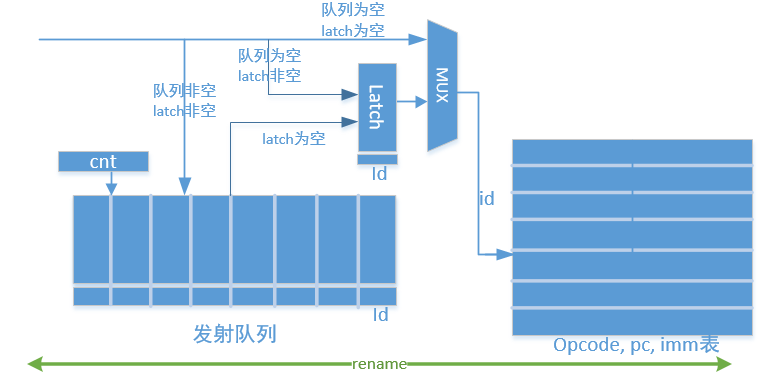 队列为空
latch为空
队列为空
latch非空
队列非空
latch非空
Latch
MUX
latch为空
cnt
Id
id
Id
发射队列
Opcode, pc, imm表
rename